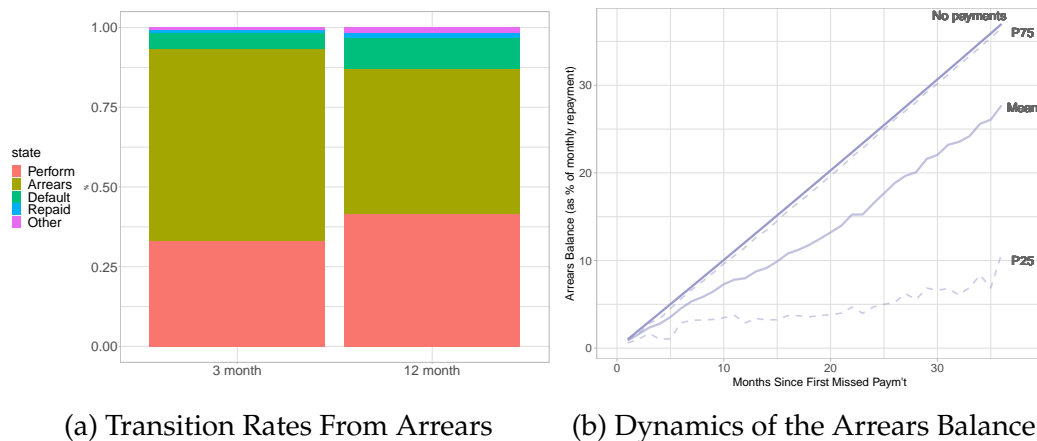 1.00
0.75
0.50
0.25
0.00
%
state
Perform
Arrears
Default
Repaid
Other
3 month
12 month
(a) Transition Rates From Arrears
Arrears Balance (as % of monthly repayment)
30
20
10
0
No payments
P75
Mean
P25
0
10
20
30
Months Since First Missed Paym't
(b) Dynamics of the Arrears Balance